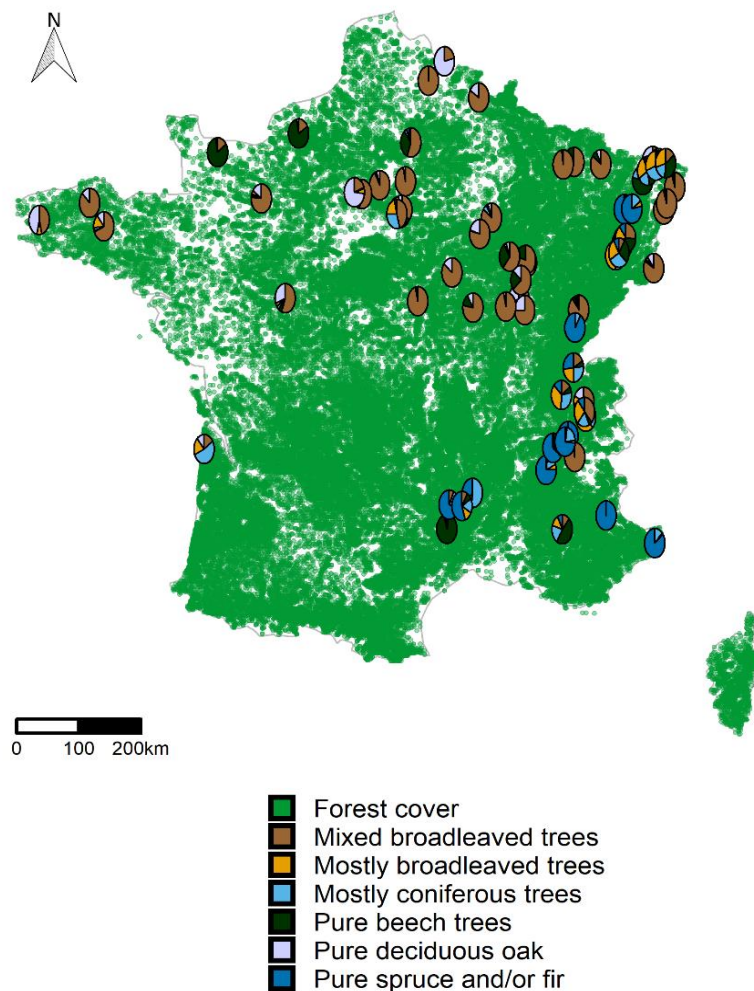 N
0 100 200km
Forest cover
Mixed broadleaved trees
Mostly broadleaved trees
Mostly coniferous trees
Pure beech trees
Pure deciduous oak
Pure spruce and/or fir